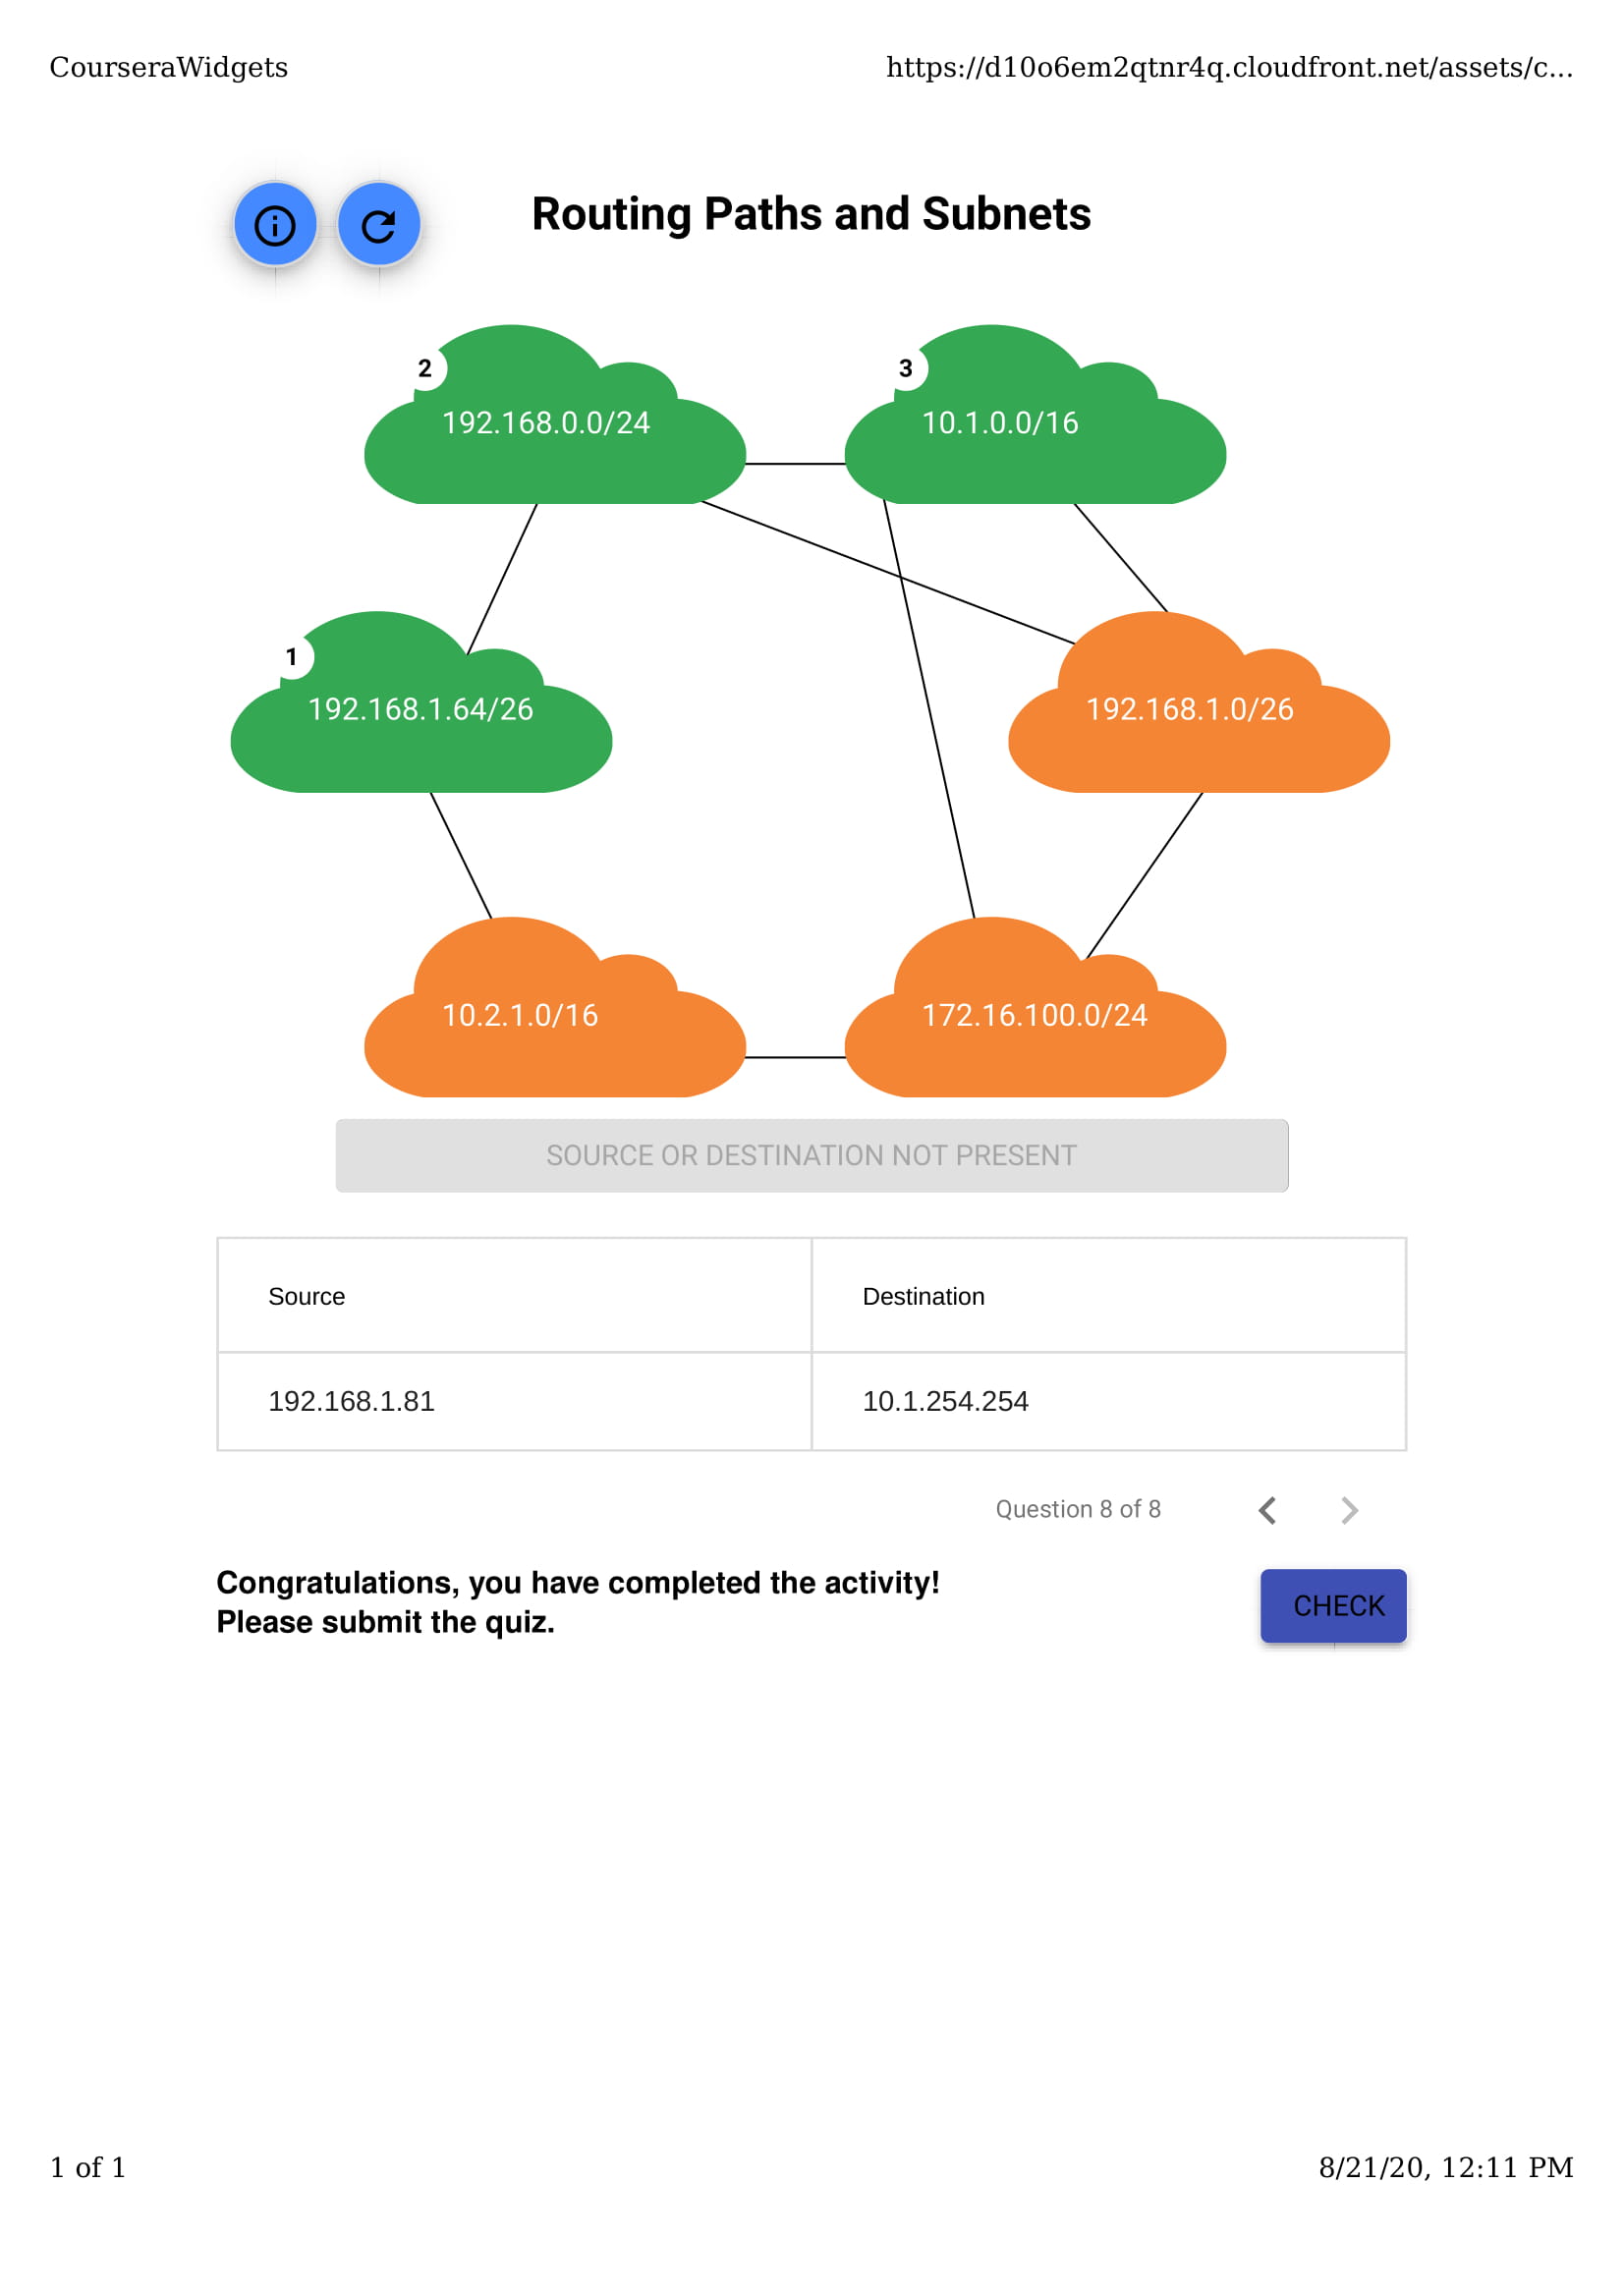 CourseraWidgets
https://d10o6em2qtnr4q.cloudfront.net/assets/c...
Routing Paths and Subnets
2
192.168.0.0/24
3
10.1.0.0/16
1
192.168.1.64/26
192.168.1.0/26
10.2.1.0/16
172.16.100.0/24
SOURCE OR DESTINATION NOT PRESENT
Source
Destination
192.168.1.81
10.1.254.254
Question 8 of 8
Congratulations, you have completed the activity!
Please submit the quiz.
CHECK
1 of 1
8/21/20, 12:11 PM